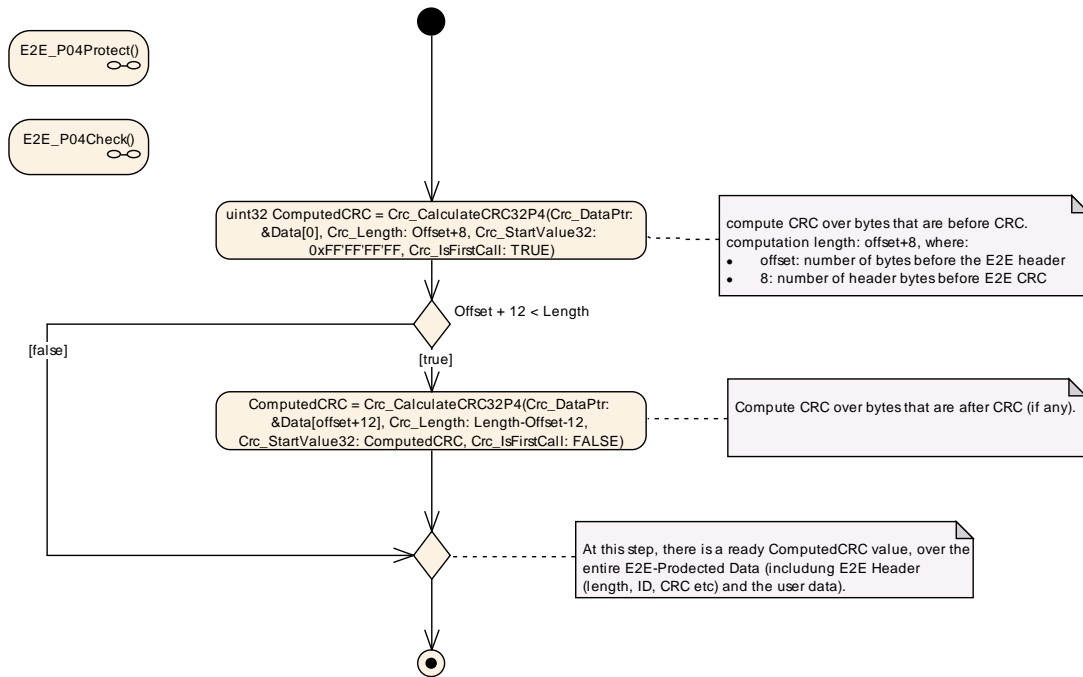 E2E_P04Protect()
E2E_P04Check()
uint32 ComputedCRC = Crc_CalculateCRC32P4(Crc_DataPtr:
&Data[0], Crc_Length: Offset+8, Crc_StartValue32:
0xFF'FF'FF'FF, Crc_IsFirstCall: TRUE)
compute CRC over bytes that are before CRC.
computation length: offset+8, where:
• offset: number of bytes before the E2E header
• 8: number of header bytes before E2E CRC
Offset + 12 < Length
[false]
[true]
ComputedCRC = Crc_CalculateCRC32P4(Crc_DataPtr:
&Data[offset+12], Crc_Length: Length-Offset-12,
Crc_StartValue32: ComputedCRC, Crc_IsFirstCall: FALSE)
Compute CRC over bytes that are after CRC (if any).
At this step, there is a ready ComputedCRC value, over the
entire E2E-Prodected Data (includung E2E Header
(length, ID, CRC etc) and the user data).